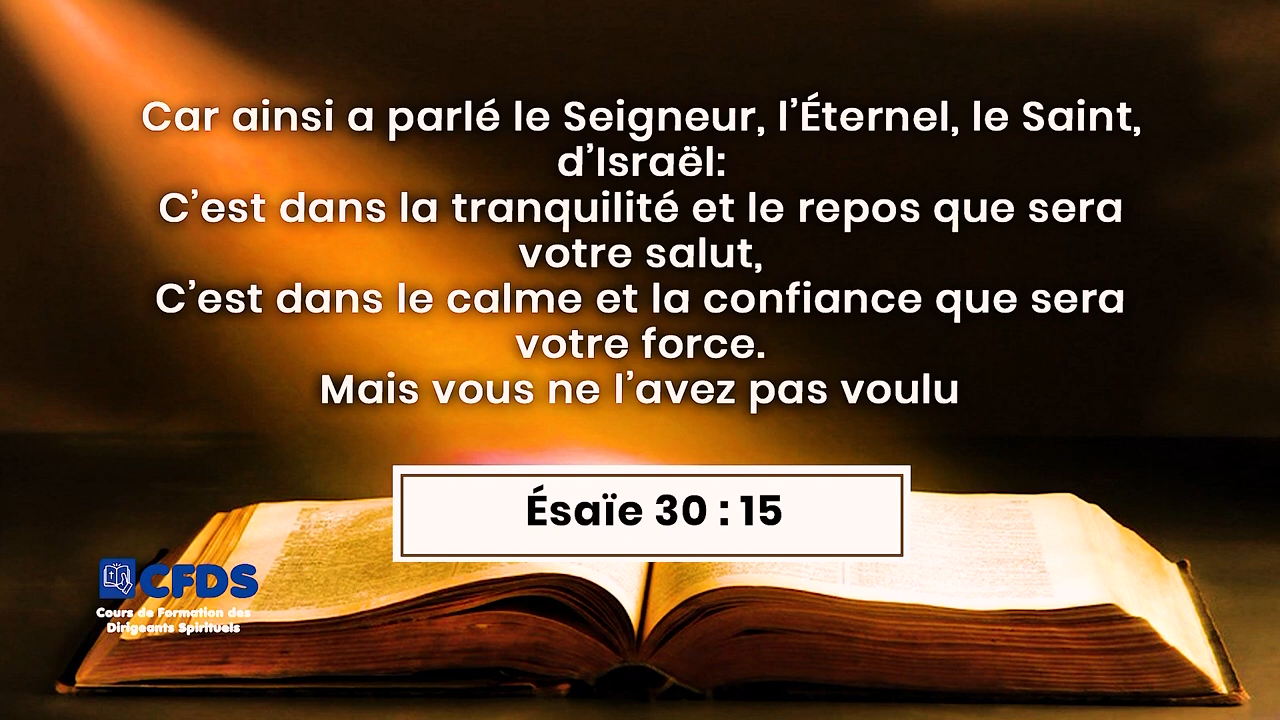 Car ainsi a parlé le Seigneur, l’Éternel, le Saint,
d’Israël:
C’est dans la tranquilité et le repos que sera
votre salut,
C’est dans le calme et la confiance que sera
votre force.
Mais vous ne l’avez pas voulu
Ésaïe 30 : 15
CFDS
Cours de Formation des
Dirigeants Spirituels